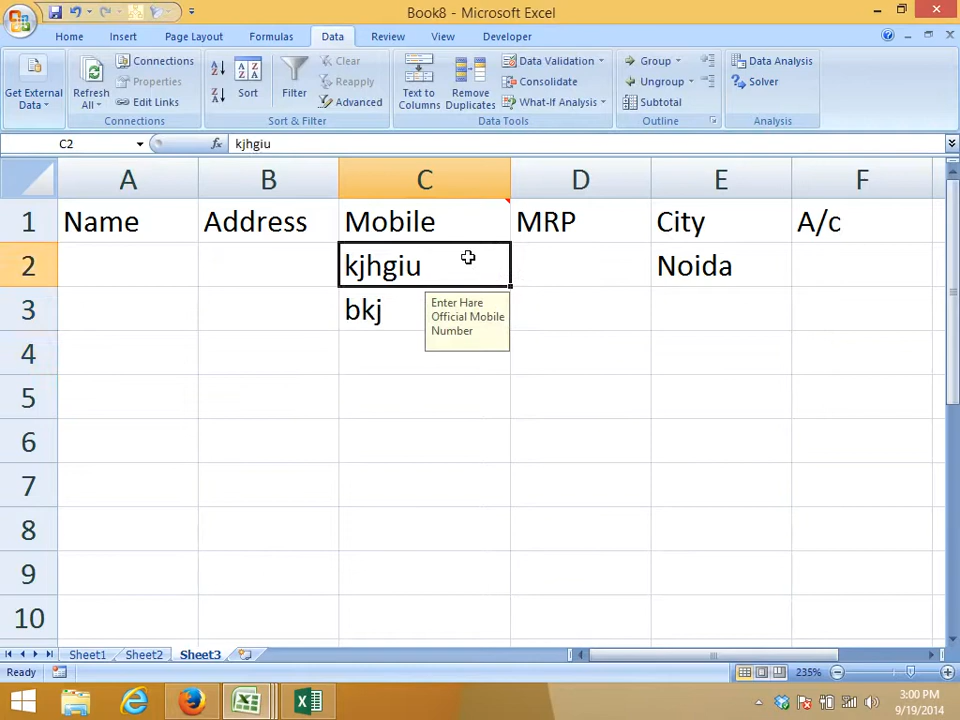 Book8 - Microsoft Excel
Home Insert Page Layout Formulas Data Review View Developer
Get External Data
Refresh All
Connections
Properties
Edit Links
Connections
Sort
Filter
Clear
Reapply
Advanced
Sort & Filter
Text to Columns
Remove Duplicates
Data Validation
Consolidate
What-If Analysis
Data Tools
Group
Ungroup
Subtotal
Outline
Data Analysis
Solver
Analysis
C2 fx kjhgiu
A B C D E F
1 Name Address Mobile MRP City A/c
2 kjhgiu Noida
3 bkj
Enter Hare
Official Mobile
Number
4
5
6
7
8
9
10
Sheet1 Sheet2 Sheet3
Ready 235%
3:00 PM
9/19/2014